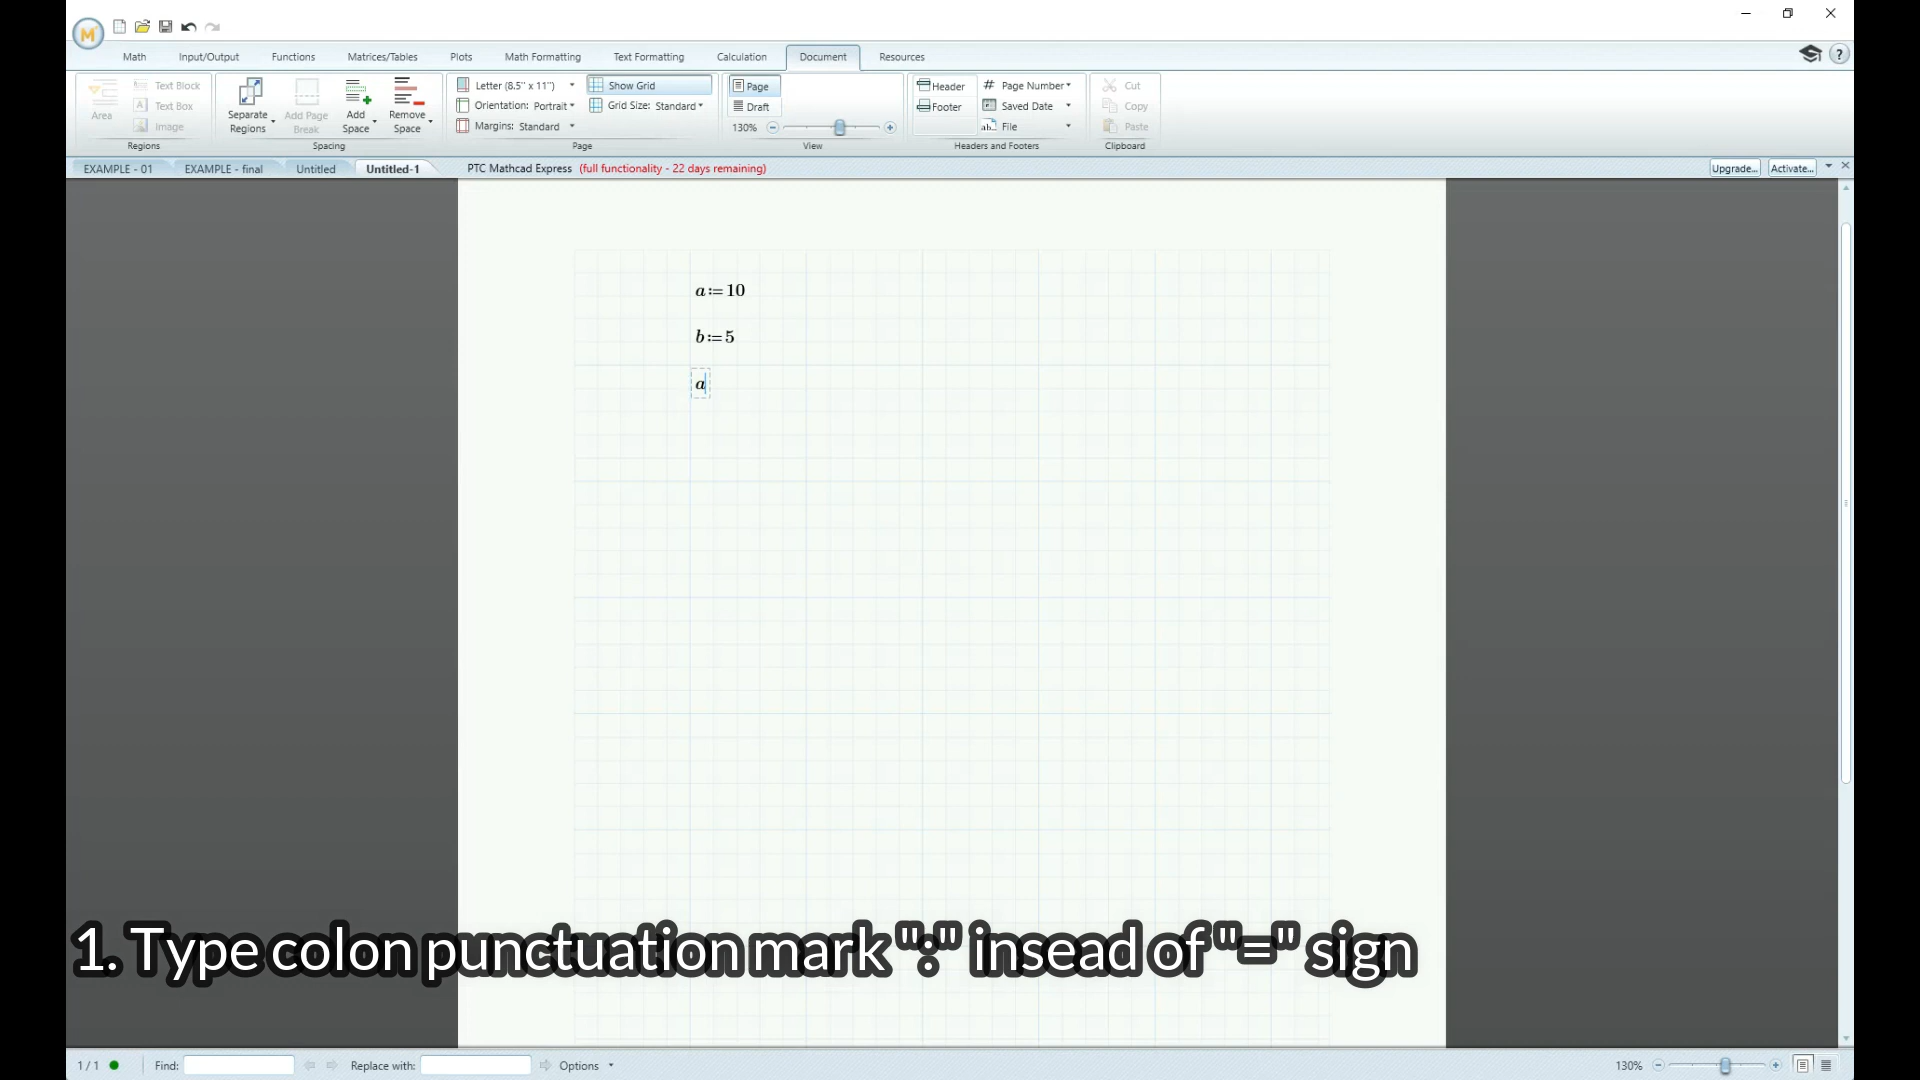 Math Input/Output Functions Matrices/Tables Plots Math Formatting Text Formatting Calculation Document Resources
?
Area
Text Block
Text Box
Image
Regions
Separate Regions
Add Page Break
Add Space
Remove Space
Spacing
Letter (8.5" x 11")
Orientation: Portrait
Margins: Standard
Show Grid
Grid Size: Standard
Page
Page
Draft
130%
View
Header
Footer
# Page Number
Saved Date
File
Headers and Footers
Cut
Copy
Paste
Clipboard
EXAMPLE - 01 EXAMPLE - final Untitled Untitled-1 PTC Mathcad Express (full functionality - 22 days remaining) Upgrade... Activate...
a:=10
b:=5
a
1. Type colon punctuation mark ":" insead of "=" sign
1 / 1 Find: Replace with: Options 130%